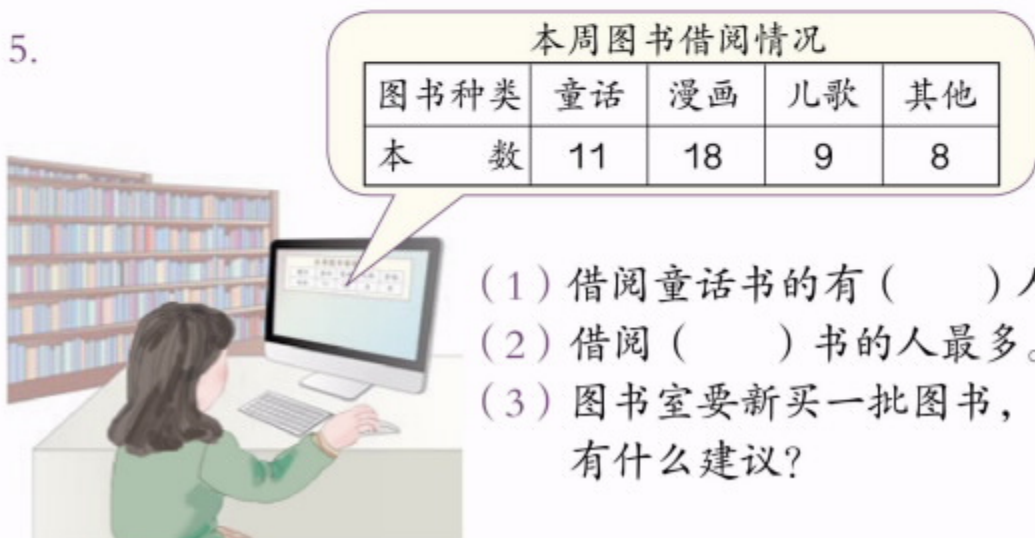 5.
本周图书借阅情况
图书种类 童话 漫画 儿歌 其他
本 数 11 18 9 8
(1)借阅童话书的有( )人
(2)借阅( )书的人最多。
(3)图书室要新买一批图书,
有什么建议?